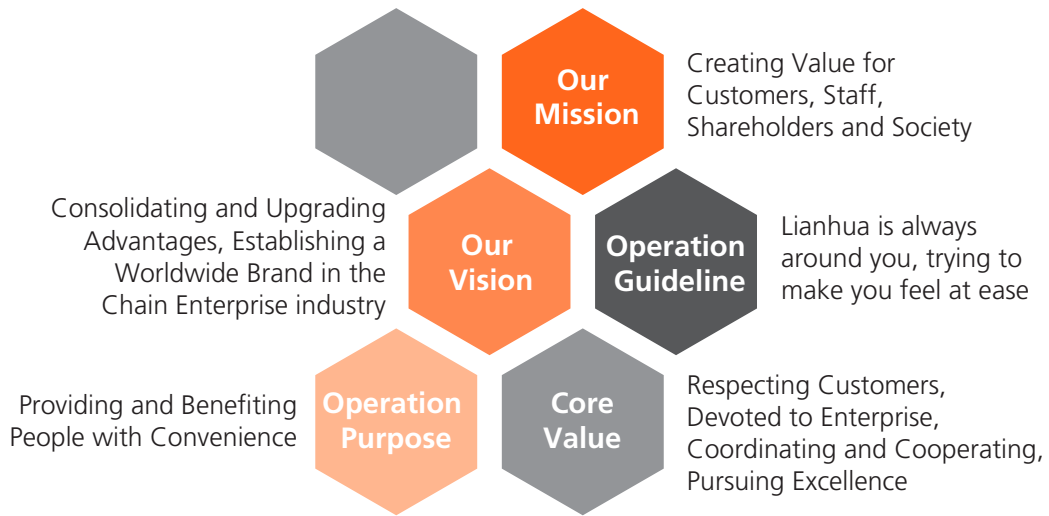 Our
Mission
Creating Value for
Customers, Staff,
Shareholders and Society
Consolidating and Upgrading
Advantages, Establishing a
Worldwide Brand in the
Chain Enterprise industry
Our
Vision
Operation
Guideline
Lianhua is always
around you, trying to
make you feel at ease
Providing and Benefiting
People with Convenience
Operation
Purpose
Core
Value
Respecting Customers,
Devoted to Enterprise,
Coordinating and Cooperating,
Pursuing Excellence